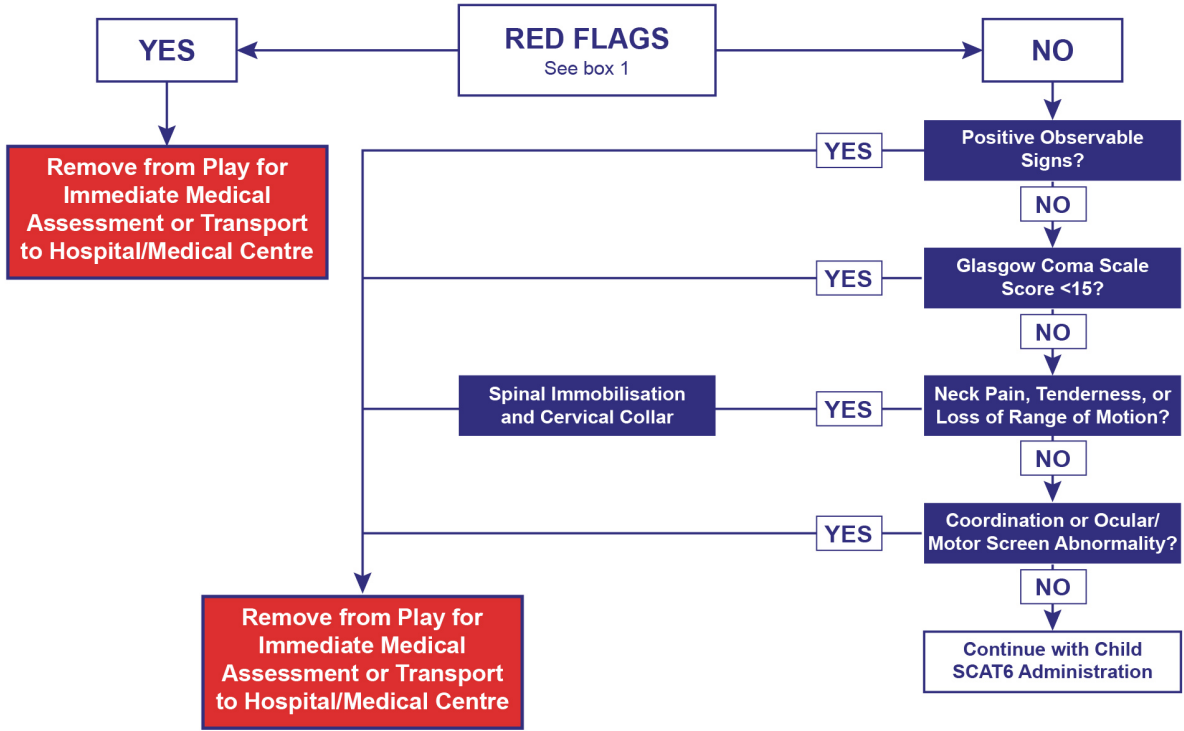 YES
RED FLAGS
See box 1
NO
Remove from Play for
Immediate Medical
Assessment or Transport
to Hospital/Medical Centre
YES
Positive Observable
Signs?
NO
YES
Glasgow Coma Scale
Score <15?
NO
Spinal Immobilisation
and Cervical Collar
YES
Neck Pain, Tenderness, or
Loss of Range of Motion?
NO
YES
Coordination or Ocular/
Motor Screen Abnormality?
NO
Remove from Play for
Immediate Medical
Assessment or Transport
to Hospital/Medical Centre
Continue with Child
SCAT6 Administration